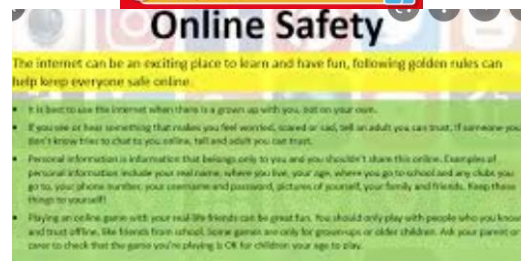 Online Safety
The internet can be an exciting place to learn and have fun, following golden rules can
help keep everyone safe online.
• It is best to use the internet when there is a grown up with you, not on your own.
• If you see or hear something that makes you feel worried, scared or sad, tell an adult you can trust. If someone you
don't know tries to chat to you online, tell and adult you can trust.
• Personal information is information that belongs only to you and you shouldn't share this online. Examples of
personal information include your real name, where you live, your age, where you go to school and any clubs you
go to, your phone number, your username and password, pictures of yourself, your family and friends. Keep these
things to yourself!
• Playing an online game with your real-life friends can be great fun. You should only play with people who you know
and trust offline, like friends from school. Some games are only for grown-ups or older children. Ask your parent or
carer to check that the game you're playing is OK for children your age to play.